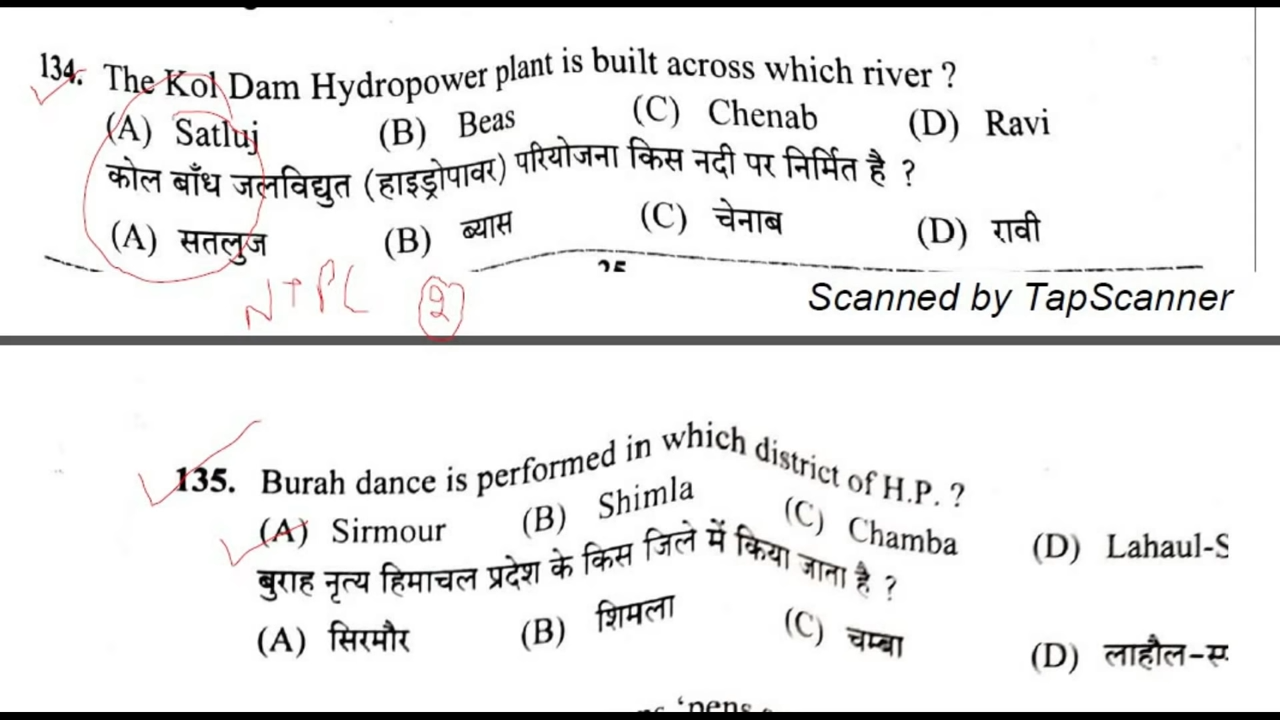 134. The Kol Dam Hydropower plant is built across which river ?
(A) Satluj (B) Beas (C) Chenab (D) Ravi
कोल बाँध जलविद्युत (हाइड्रोपावर) परियोजना किस नदी पर निर्मित है ?
(A) सतलुज (B) ब्यास (C) चेनाब (D) रावी
NTPC 2
Scanned by TapScanner
135. Burah dance is performed in which district of H.P. ?
(A) Sirmour (B) Shimla (C) Chamba (D) Lahaul-S
बुराह नृत्य हिमाचल प्रदेश के किस जिले में किया जाता है ?
(A) सिरमौर (B) शिमला (C) चम्बा (D) लाहौल-स्